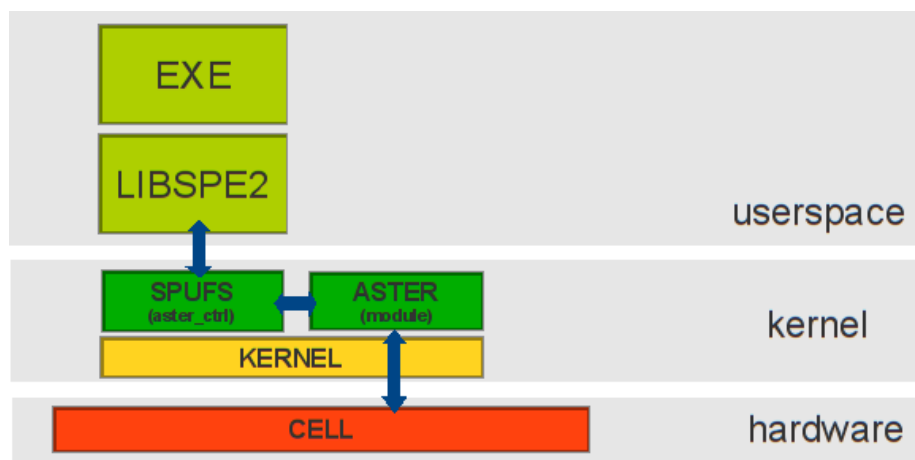 EXE
LIBSPE2
userspace
SPUFS
(aster_ctrl)
ASTER
(module)
kernel
KERNEL
CELL
hardware